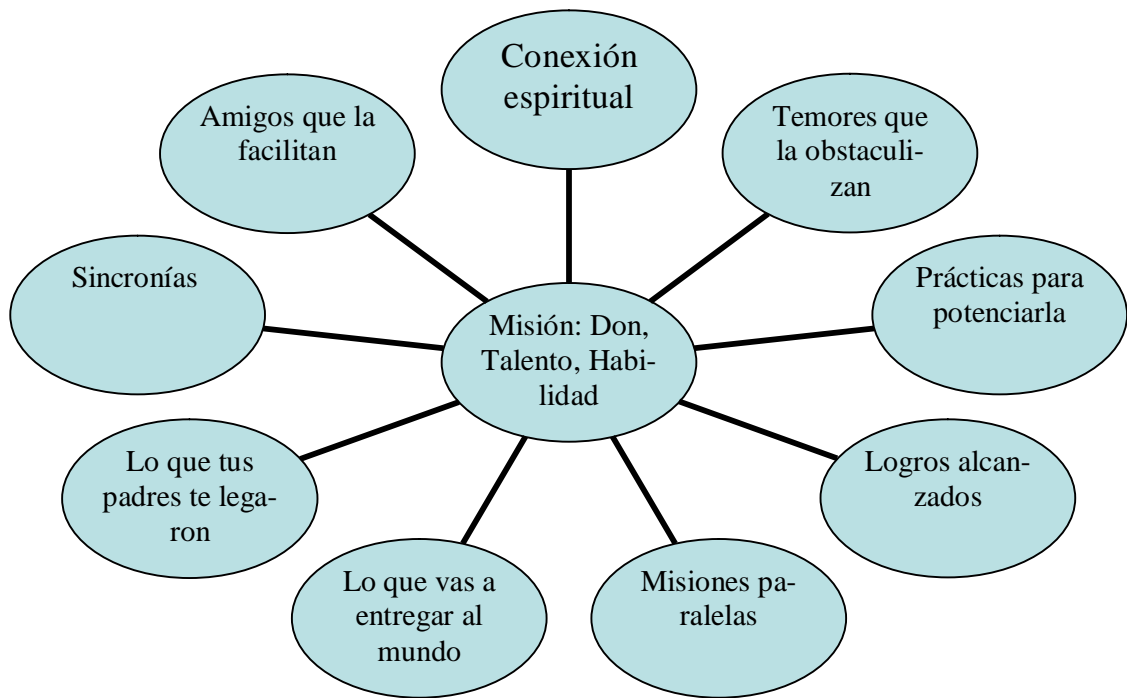 Conexión
espiritual
Temores que
la obstaculi-
zan
Prácticas para
potenciarla
Logros alcan-
zados
Misiones pa-
ralelas
Lo que vas a
entregar al
mundo
Lo que tus
padres te lega-
ron
Sincronías
Amigos que la
facilitan
Misión: Don,
Talento, Habi-
lidad